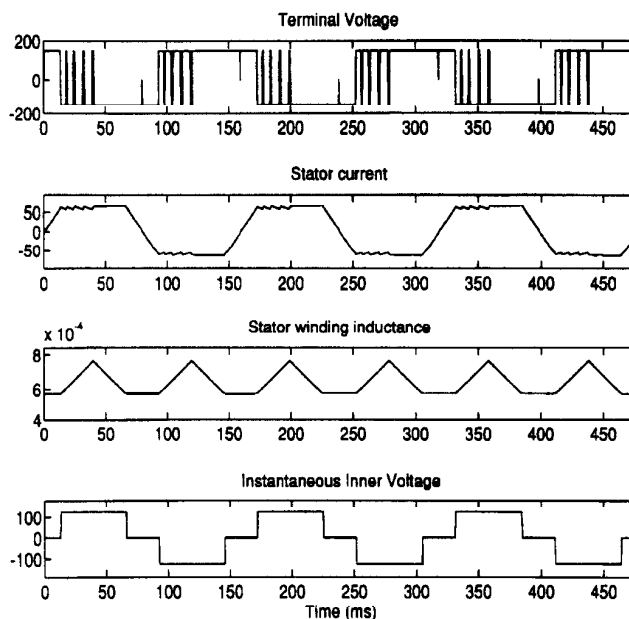 Terminal Voltage
200
0
-200
0 50 100 150 200 250 300 350 400 450
Stator current
50
0
-50
0 50 100 150 200 250 300 350 400 450
Stator winding inductance
x 10^-4
8
6
4
0 50 100 150 200 250 300 350 400 450
Instantaneous Inner Voltage
100
0
-100
0 50 100 150 200 250 300 350 400 450
Time (ms)